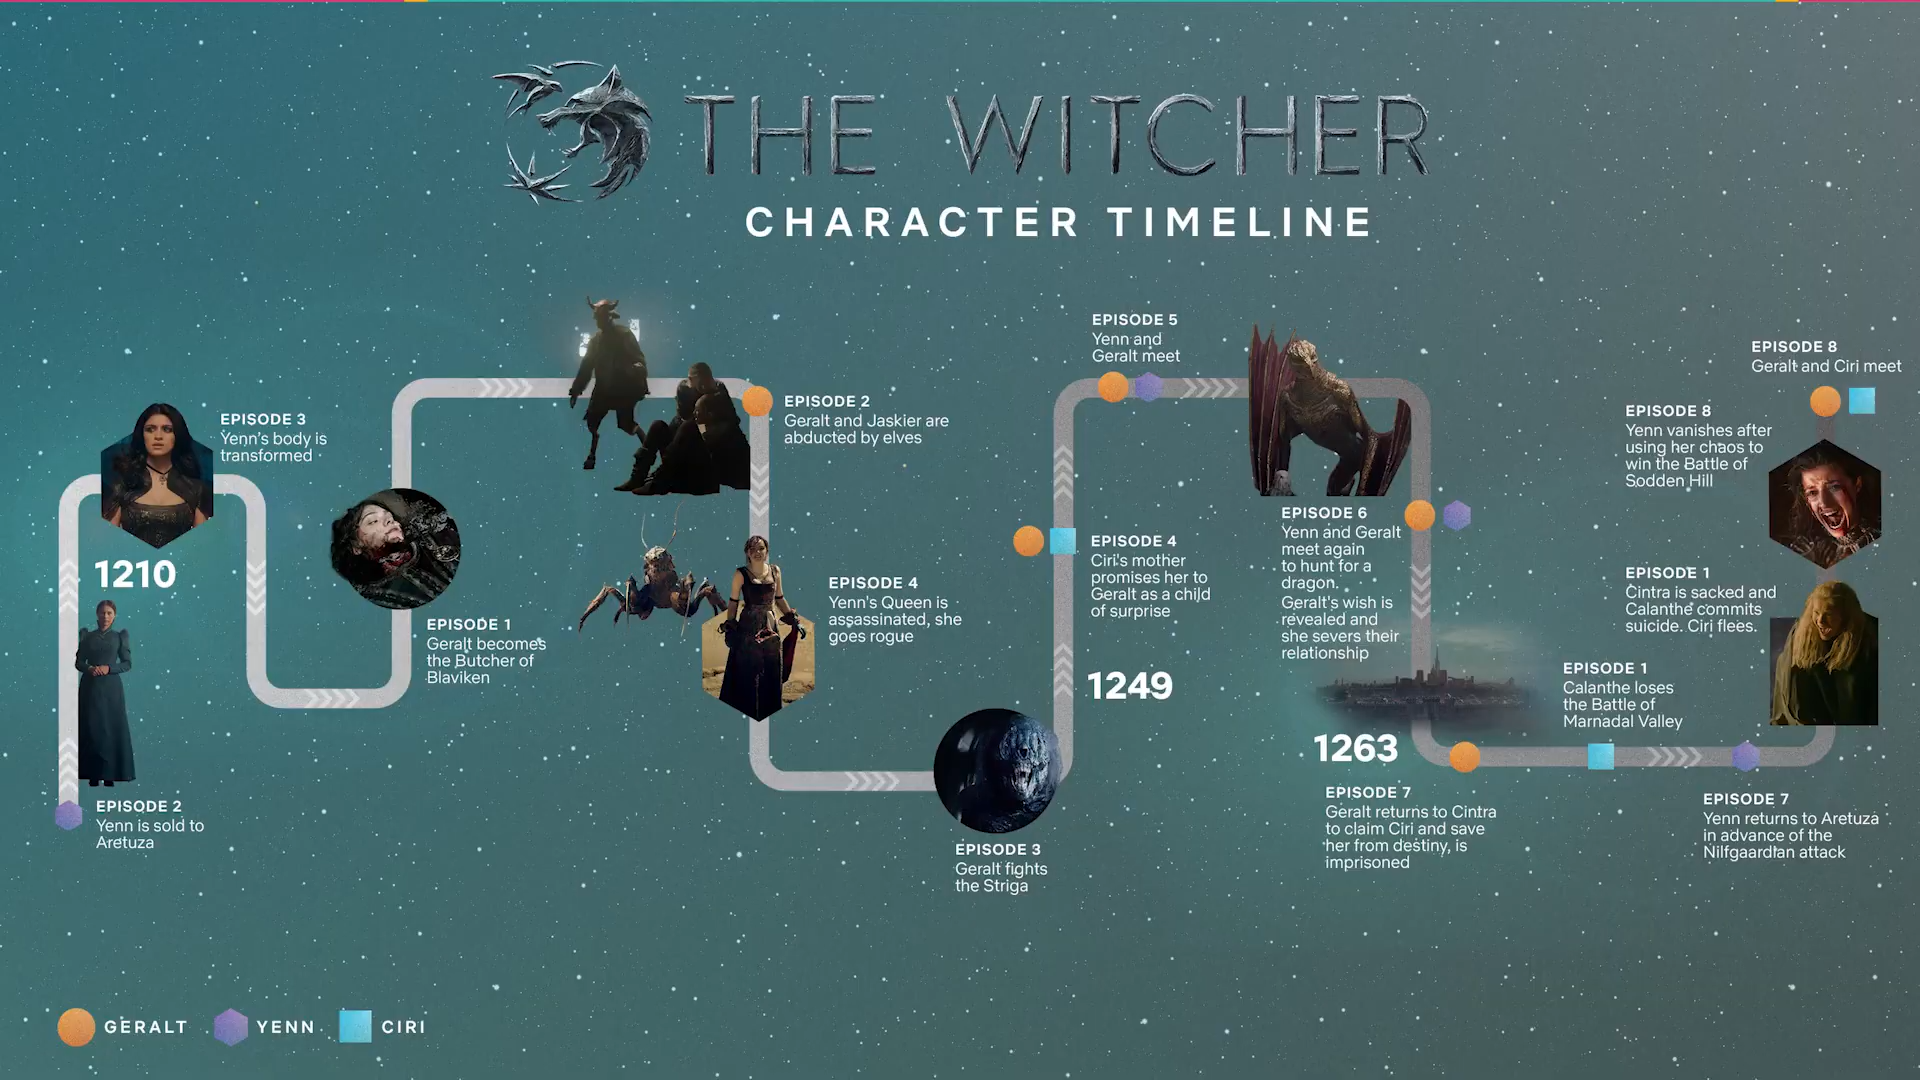 THE WITCHER
CHARACTER TIMELINE
EPISODE 2
Yenn is sold to
Aretuza
1210
EPISODE 3
Yenn's body is
transformed
EPISODE 1
Geralt becomes
the Butcher of
Blaviken
EPISODE 2
Geralt and Jaskier are
abducted by elves
EPISODE 4
Yenn's Queen is
assassinated, she
goes rogue
EPISODE 3
Geralt fights
the Striga
1249
EPISODE 4
Ciri's mother
promises her to
Geralt as a child
of surprise
EPISODE 5
Yenn and
Geralt meet
EPISODE 6
Yenn and Geralt
meet again
to hunt for a
dragon.
Geralt's wish is
revealed and
she severs their
relationship
1263
EPISODE 7
Geralt returns to Cintra
to claim Ciri and save
her from destiny, is
imprisoned
EPISODE 1
Calanthe loses
the Battle of
Marnadal Valley
EPISODE 7
Yenn returns to Aretuza
in advance of the
Nilfgaardian attack
EPISODE 1
Cintra is sacked and
Calanthe commits
suicide. Ciri flees.
EPISODE 8
Yenn vanishes after
using her chaos to
win the Battle of
Sodden Hill
EPISODE 8
Geralt and Ciri meet
GERALT
YENN
CIRI